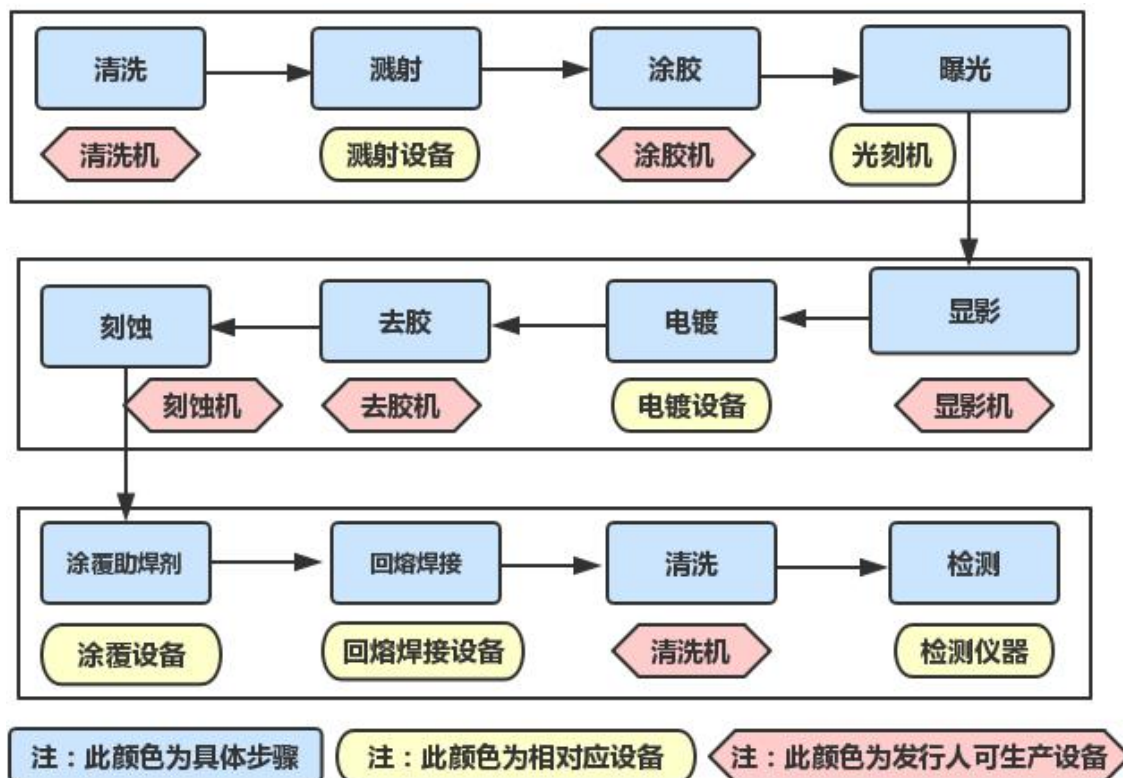 清洗
溅射
涂胶
曝光
清洗机
溅射设备
涂胶机
光刻机
刻蚀
去胶
电镀
显影
刻蚀机
去胶机
电镀设备
显影机
涂覆助焊剂
回熔焊接
清洗
检测
涂覆设备
回熔焊接设备
清洗机
检测仪器
注：此颜色为具体步骤
注：此颜色为相对应设备
注：此颜色为发行人可生产设备